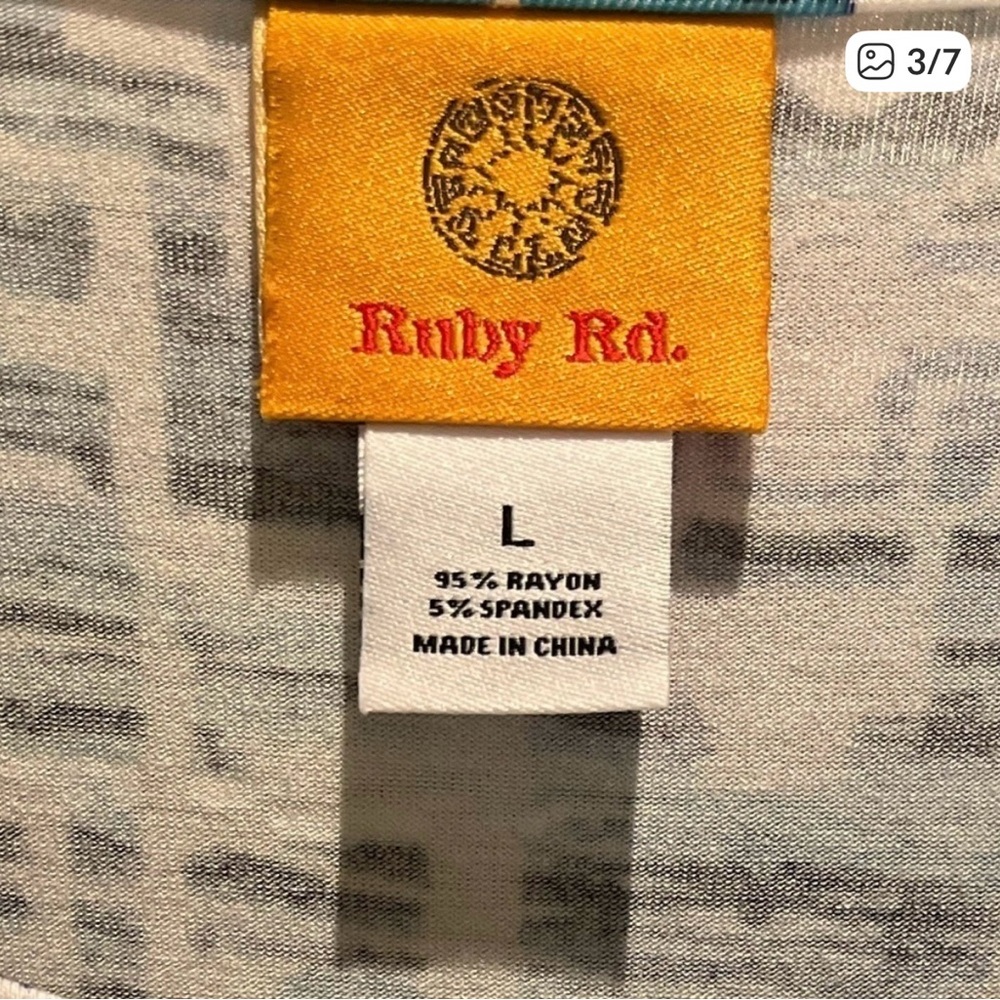 3/7
Ruby Rd.
L
95% RAYON
5% SPANDEX
MADE IN CHINA